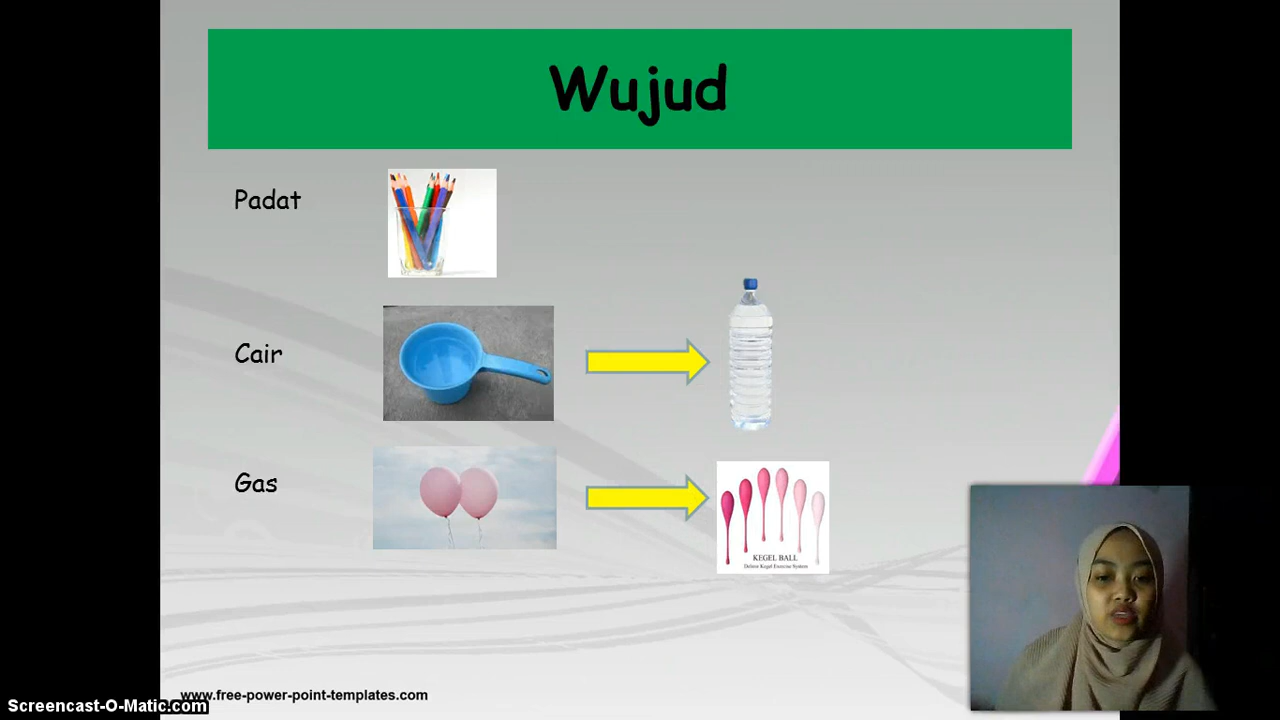 Wujud
Padat
Cair
Gas
KEGEL BALL
Deluxe Kegel Exercise System
www.free-power-point-templates.com
Screencast-O-Matic.com